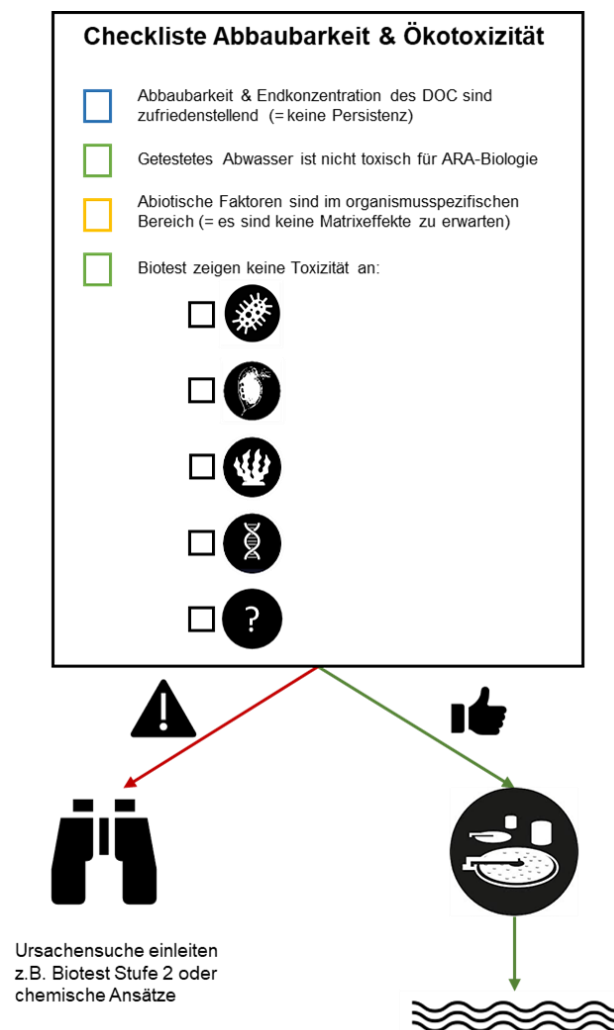 Checkliste Abbaubarkeit & Ökotoxizität
Abbaubarkeit & Endkonzentration des DOC sind
zufriedenstellend (= keine Persistenz)
Getestetes Abwasser ist nicht toxisch für ARA-Biologie
Abiotische Faktoren sind im organismusspezifischen
Bereich (= es sind keine Matrixeffekte zu erwarten)
Biotest zeigen keine Toxizität an:
?
Ursachensuche einleiten
z.B. Biotest Stufe 2 oder
chemische Ansätze